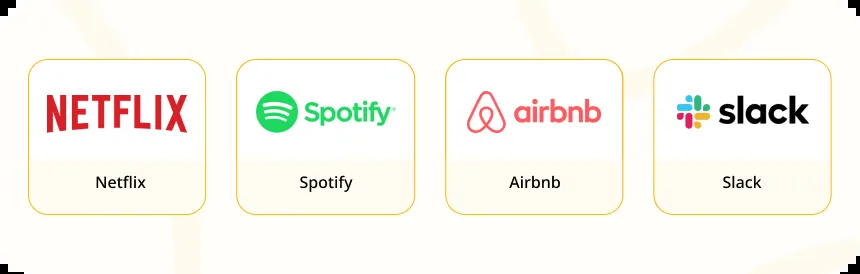 NETFLIX
Netflix
Spotify®
Spotify
airbnb
Airbnb
slack
Slack